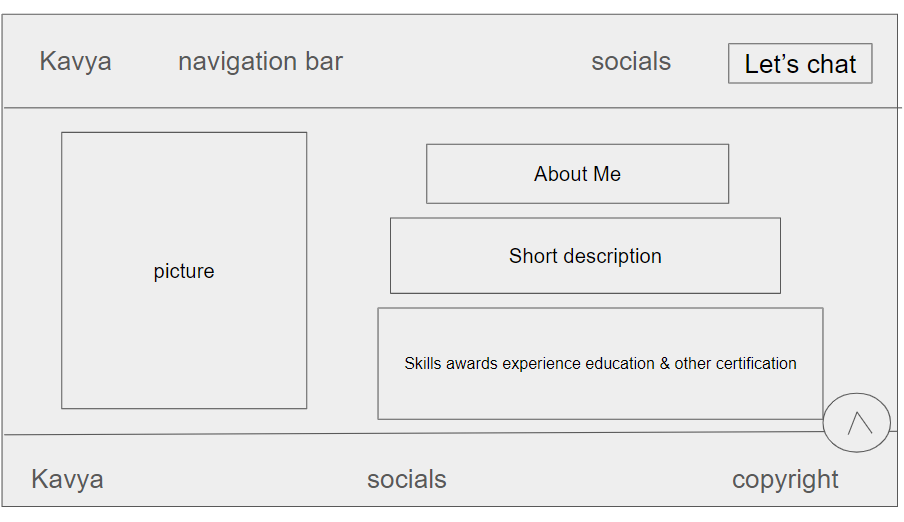 Kavya
navigation bar
socials
Let’s chat
picture
About Me
Short description
Skills awards experience education & other certification
Kavya
socials
copyright